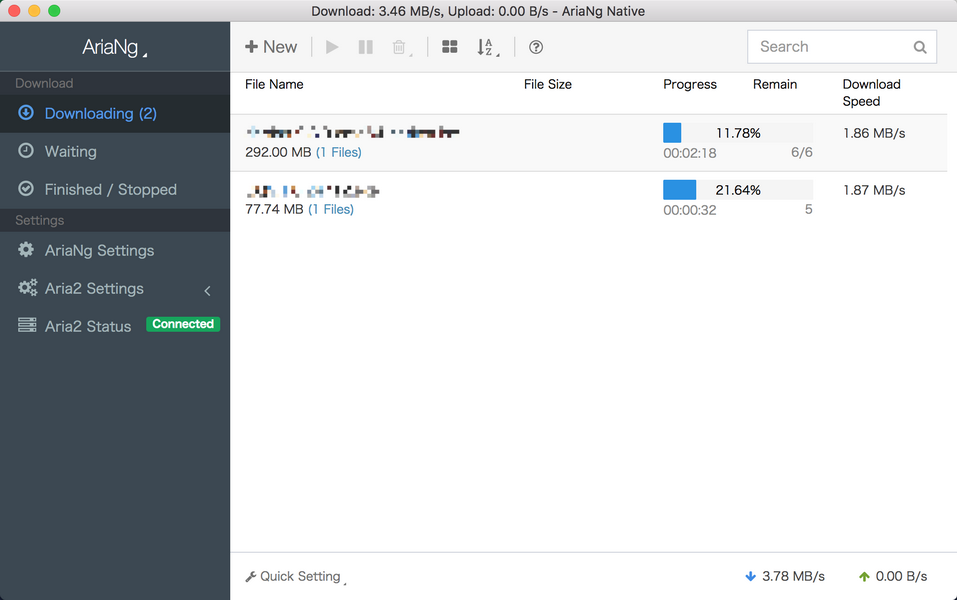 Download: 3.46 MB/s, Upload: 0.00 B/s - AriaNg Native
AriaNg
Download
Downloading (2)
Waiting
Finished / Stopped
Settings
AriaNg Settings
Aria2 Settings
Aria2 Status Connected
New
Search
File Name File Size Progress Remain Download
Speed
11.78% 1.86 MB/s
292.00 MB (1 Files) 00:02:18 6/6
21.64% 1.87 MB/s
77.74 MB (1 Files) 00:00:32 5
Quick Setting 3.78 MB/s 0.00 B/s